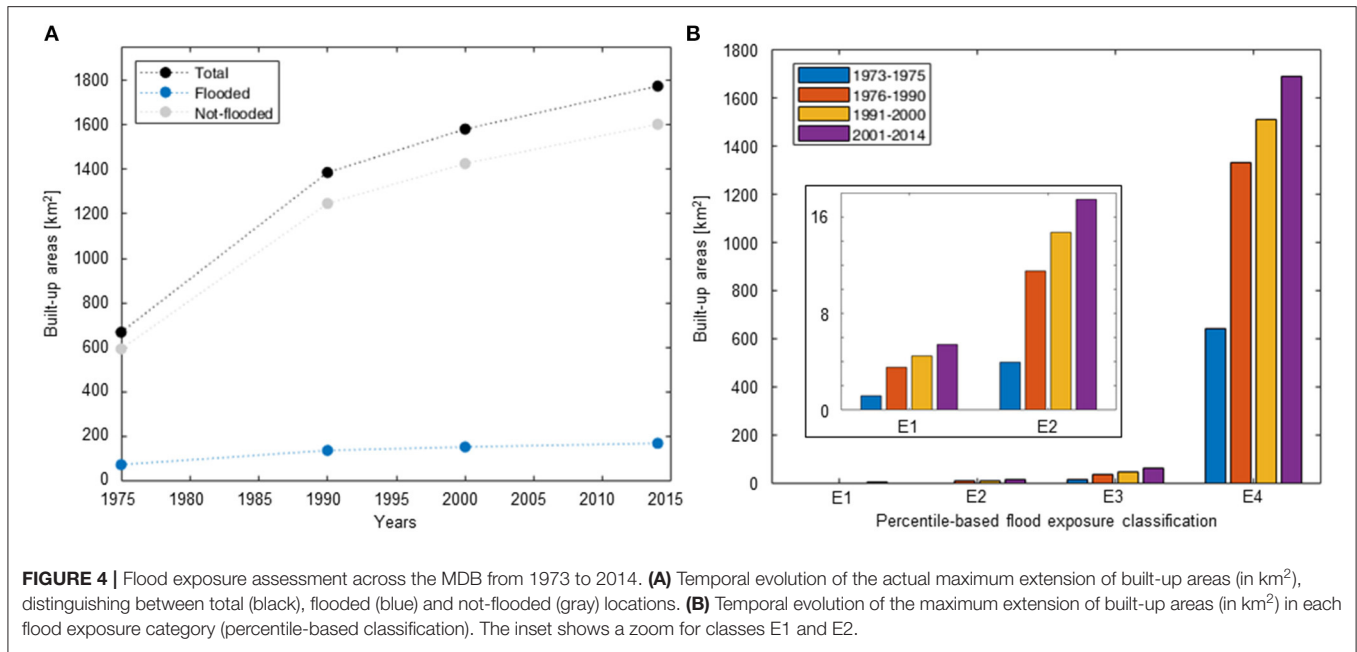 A
Total
Flooded
Not-flooded
1800
1600
1400
1200
1000
800
600
400
200
0
Built-up areas [km²]
1975 1980 1985 1990 1995 2000 2005 2010 2015
Years
B
1973-1975
1976-1990
1991-2000
2001-2014
1800
1600
1400
1200
1000
800
600
400
200
0
Built-up areas [km²]
16
8
0
E1 E2
E1 E2 E3 E4
Percentile-based flood exposure classification
FIGURE 4 | Flood exposure assessment across the MDB from 1973 to 2014. (A) Temporal evolution of the actual maximum extension of built-up areas (in km²),
distinguishing between total (black), flooded (blue) and not-flooded (gray) locations. (B) Temporal evolution of the maximum extension of built-up areas (in km²) in each
flood exposure category (percentile-based classification). The inset shows a zoom for classes E1 and E2.